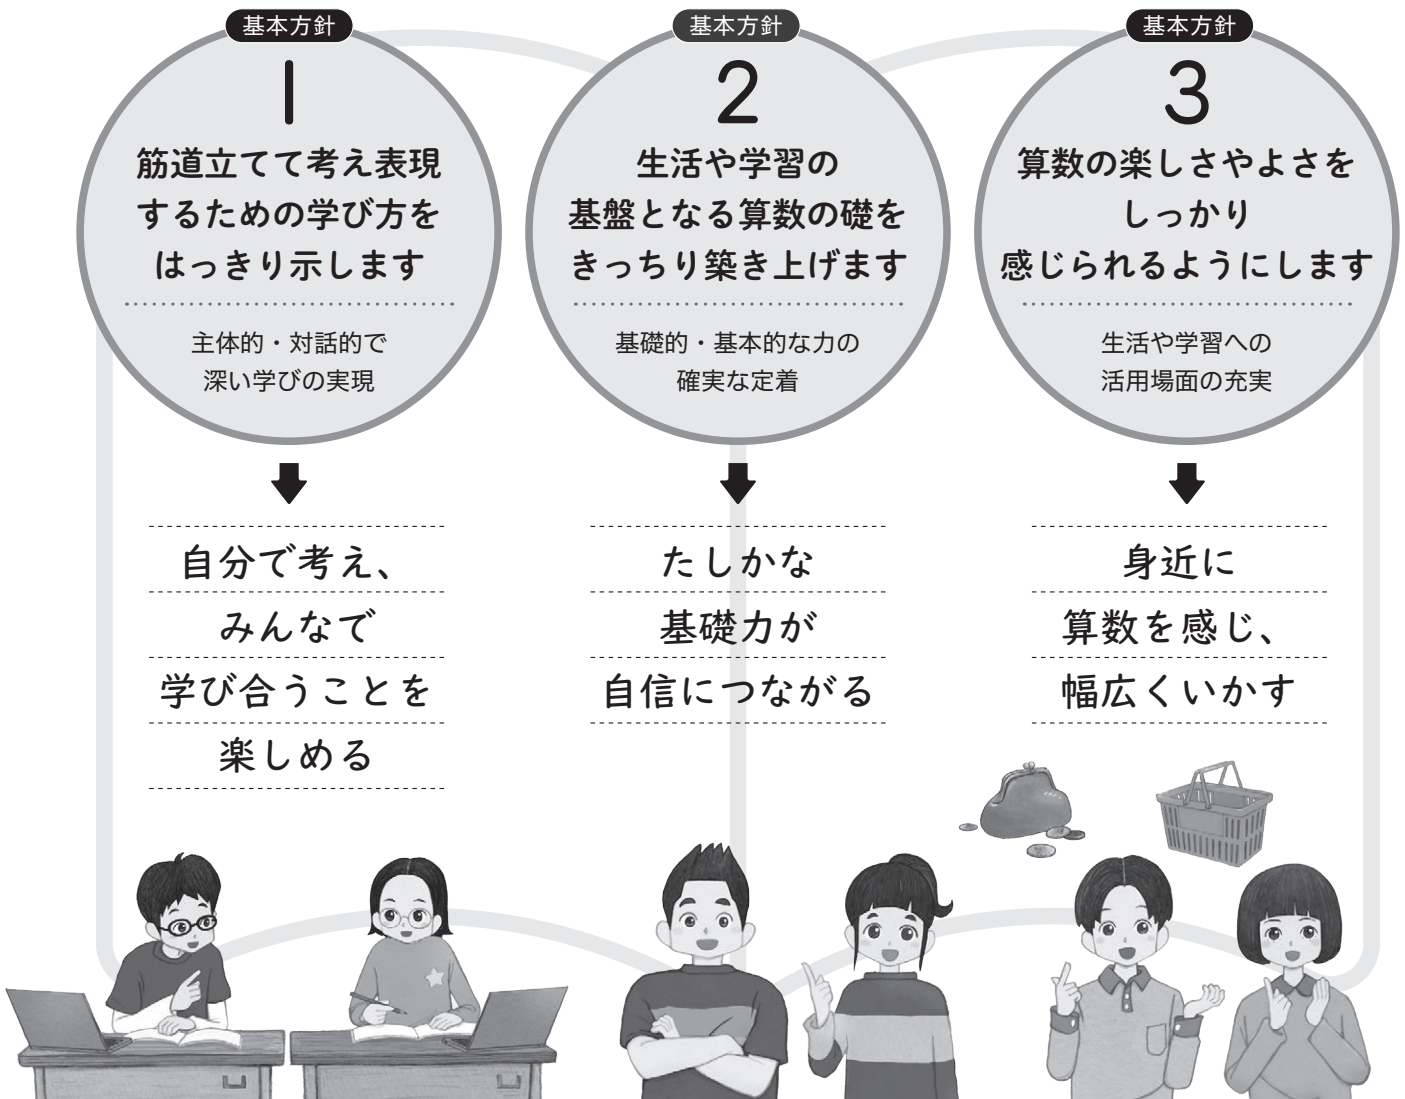 基本方針
1
筋道立てて考え表現
するための学び方を
はっきり示します
主体的・対話的で
深い学びの実現
自分で考え、
みんなで
学び合うことを
楽しめる
基本方針
2
生活や学習の
基盤となる算数の礎を
きっちり築き上げます
基礎的・基本的な力の
確実な定着
たしかな
基礎力が
自信につながる
基本方針
3
算数の楽しさやよさを
しっかり
感じられるようにします
生活や学習への
活用場面の充実
身近に
算数を感じ、
幅広くいかす